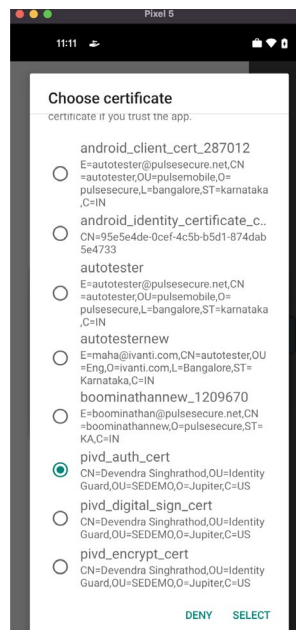 Pixel 5
11:11
Choose certificate
certificate if you trust the app.
android_client_cert_287012
E=autotester@pulsesecure.net,CN
=autotester,OU=pulsemobile,O=
pulsesecure,L=bangalore,ST=karnataka
,C=IN
android_identity_certificate_c..
CN=95e5e4de-0cef-4c5b-b5d1-874dab
5e4733
autotester
E=autotester@pulsesecure.net,CN
=autotester,OU=pulsemobile,O=
pulsesecure,L=bangalore,ST=karnataka
,C=IN
autotesternew
E=maha@ivanti.com,CN=autotester,OU
=Eng,O=ivanti.com,L=Bangalore,ST=
Karnataka,C=IN
boominathannew_1209670
E=boominathan@pulsesecure.net,CN
=boominathannew,O=pulsesecure,ST=
KA,C=IN
pivd_auth_cert
CN=Devendra Singhrathod,OU=Identity
Guard,OU=SEDEMO,O=Jupiter,C=US
pivd_digital_sign_cert
CN=Devendra Singhrathod,OU=Identity
Guard,OU=SEDEMO,O=Jupiter,C=US
pivd_encrypt_cert
CN=Devendra Singhrathod,OU=Identity
Guard,OU=SEDEMO,O=Jupiter,C=US
DENY SELECT